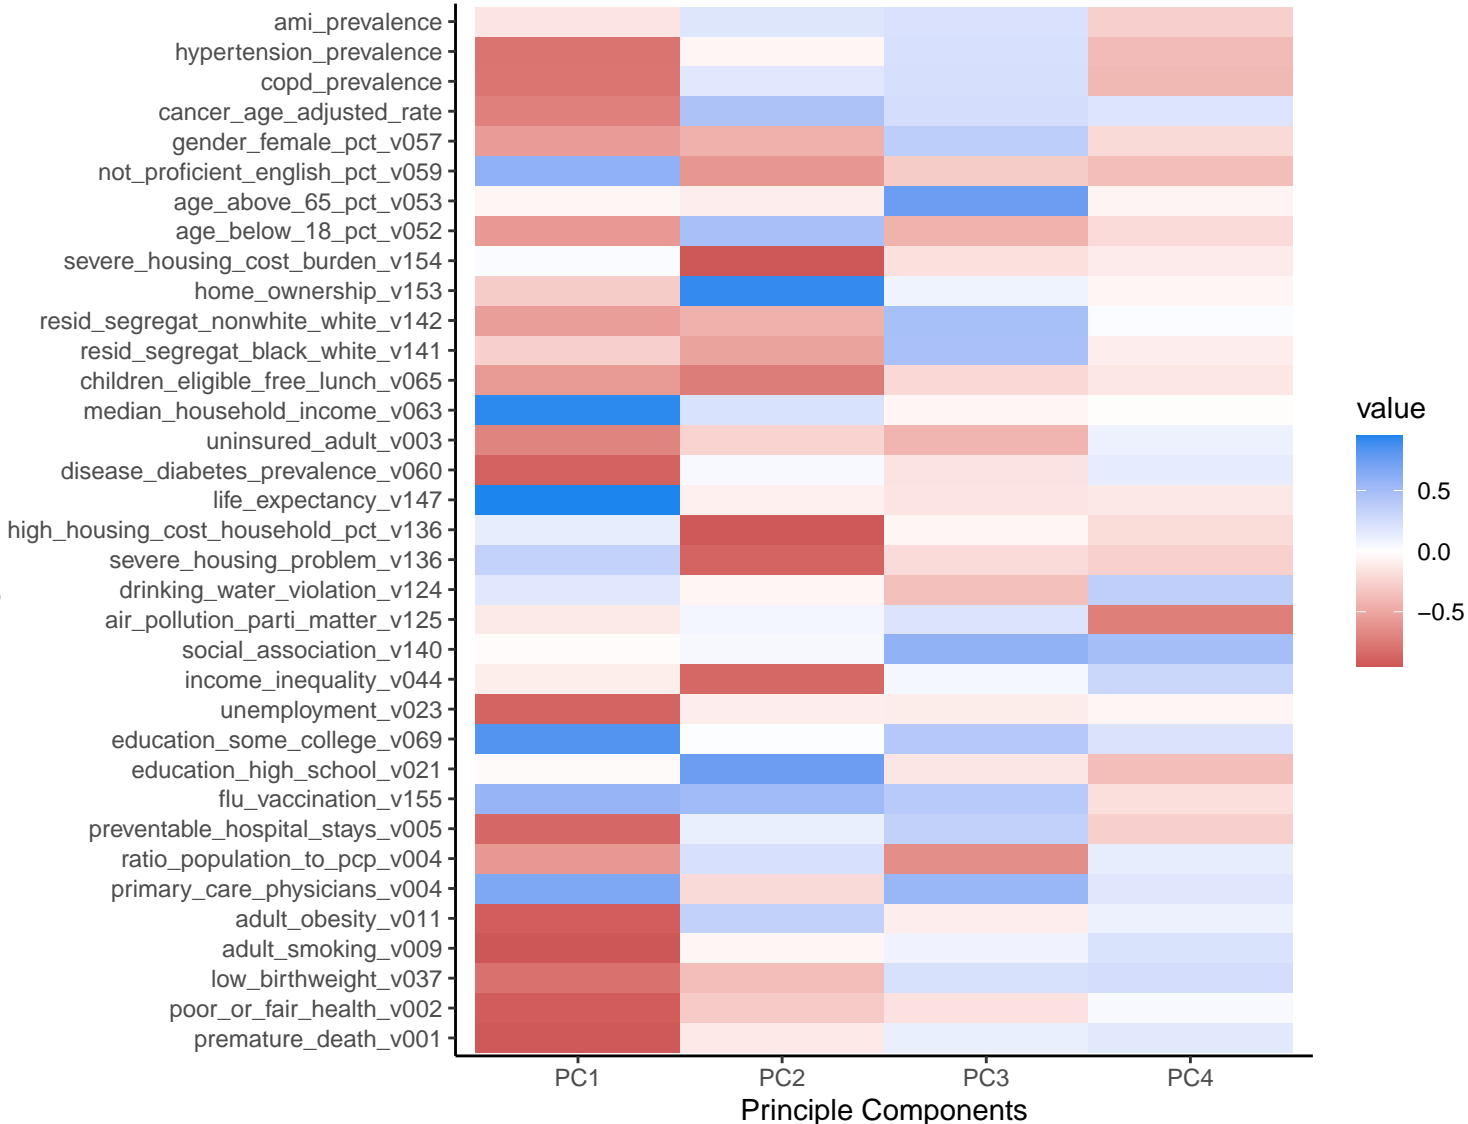 ami_prevalence
hypertension_prevalence
copd_prevalence
cancer_age_adjusted_rate
gender_female_pct_v057
not_proficient_english_pct_v059
age_above_65_pct_v053
age_below_18_pct_v052
severe_housing_cost_burden_v154
home_ownership_v153
resid_segregat_nonwhite_white_v142
resid_segregat_black_white_v141
children_eligible_free_lunch_v065
median_household_income_v063
uninsured_adult_v003
disease_diabetes_prevalence_v060
life_expectancy_v147
high_housing_cost_household_pct_v136
severe_housing_problem_v136
drinking_water_violation_v124
air_pollution_parti_matter_v125
social_association_v140
income_inequality_v044
unemployment_v023
education_some_college_v069
education_high_school_v021
flu_vaccination_v155
preventable_hospital_stays_v005
ratio_population_to_pcp_v004
primary_care_physicians_v004
adult_obesity_v011
adult_smoking_v009
low_birthweight_v037
poor_or_fair_health_v002
premature_death_v001
PC1 PC2 PC3 PC4
Principle Components
value
0.5
0.0
−0.5